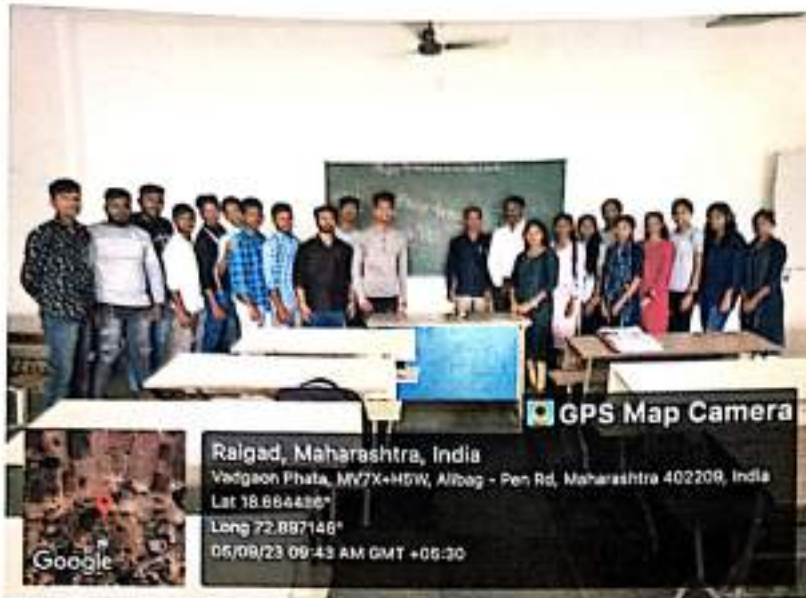 GPS Map Camera
Raigad, Maharashtra, India
Vadgaon Phata, MV7X+H5W, Alibag - Pen Rd, Maharashtra 402209, India
Lat 18.664486°
Long 72.897148°
05/09/23 09:43 AM GMT +05:30
Google